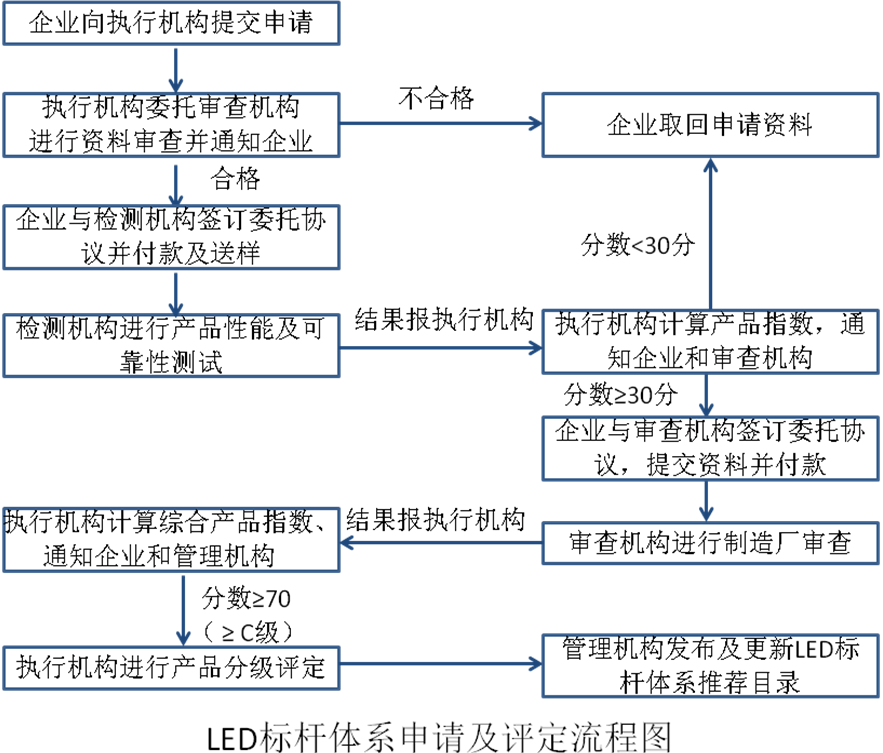 企业向执行机构提交申请
执行机构委托审查机构
进行资料审查并通知企业
不合格
企业取回申请资料
合格
企业与检测机构签订委托协
议并付款及送样
分数<30分
检测机构进行产品性能及可
靠性测试
结果报执行机构
执行机构计算产品指数，通
知企业和审查机构
分数≥30分
企业与审查机构签订委托协
议，提交资料并付款
审查机构进行制造厂审查
结果报执行机构
执行机构计算综合产品指数、
通知企业和管理机构
分数≥70
（ ≥ C级）
执行机构进行产品分级评定
管理机构发布及更新LED标
杆体系推荐目录
LED标杆体系申请及评定流程图